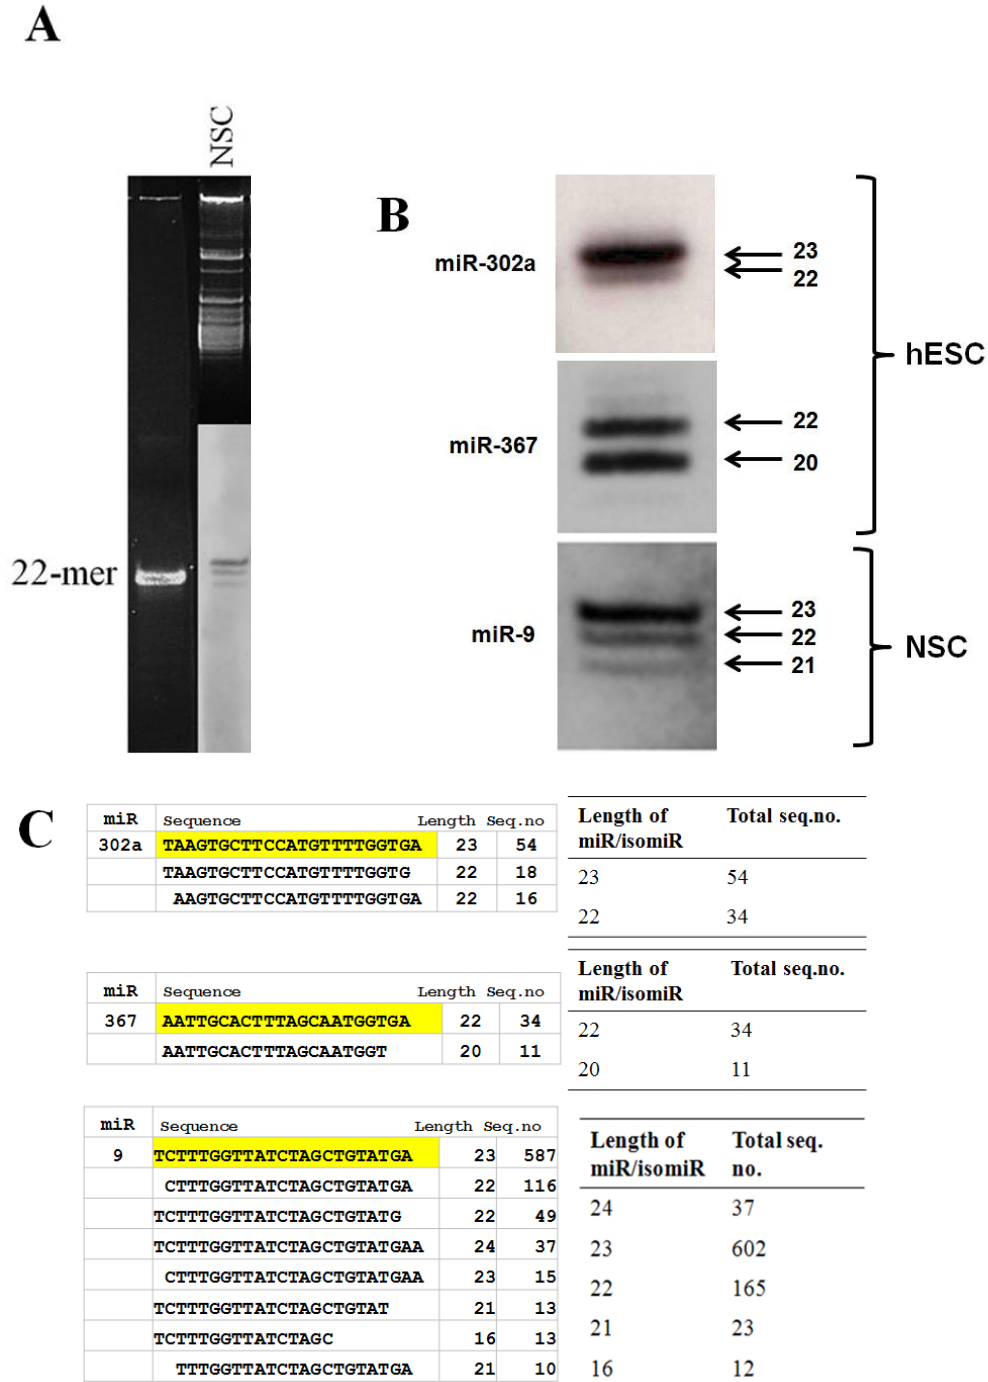 A
NSC
22-mer
B
miR-302a
23
22
hESC
miR-367
22
20
miR-9
23
22
21
NSC
C
miR Sequence Length Seq.no
302a TAAGTGCTTCCATGTTTTGGTGA 23 54
TAAGTGCTTCCATGTTTTGGTG 22 18
AAGTGCTTCCATGTTTTGGTGA 22 16
Length of Total seq.no.
miR/isomiR
23 54
22 34
miR Sequence Length Seq.no
367 AATTGCACTTTAGCAATGGTGA 22 34
AATTGCACTTTAGCAATGGT 20 11
Length of Total seq.no.
miR/isomiR
22 34
20 11
miR Sequence Length Seq.no
9 TCTTTGGTTATCTAGCTGTATGA 23 587
CTTTGGTTATCTAGCTGTATGA 22 116
TCTTTGGTTATCTAGCTGTATG 22 49
TCTTTGGTTATCTAGCTGTATGAA 24 37
CTTTGGTTATCTAGCTGTATGAA 23 15
TCTTTGGTTATCTAGCTGTAT 21 13
TCTTTGGTTATCTAGC 16 13
TTTGGTTATCTAGCTGTATGA 21 10
Length of Total seq.
miR/isomiR no.
24 37
23 602
22 165
21 23
16 12